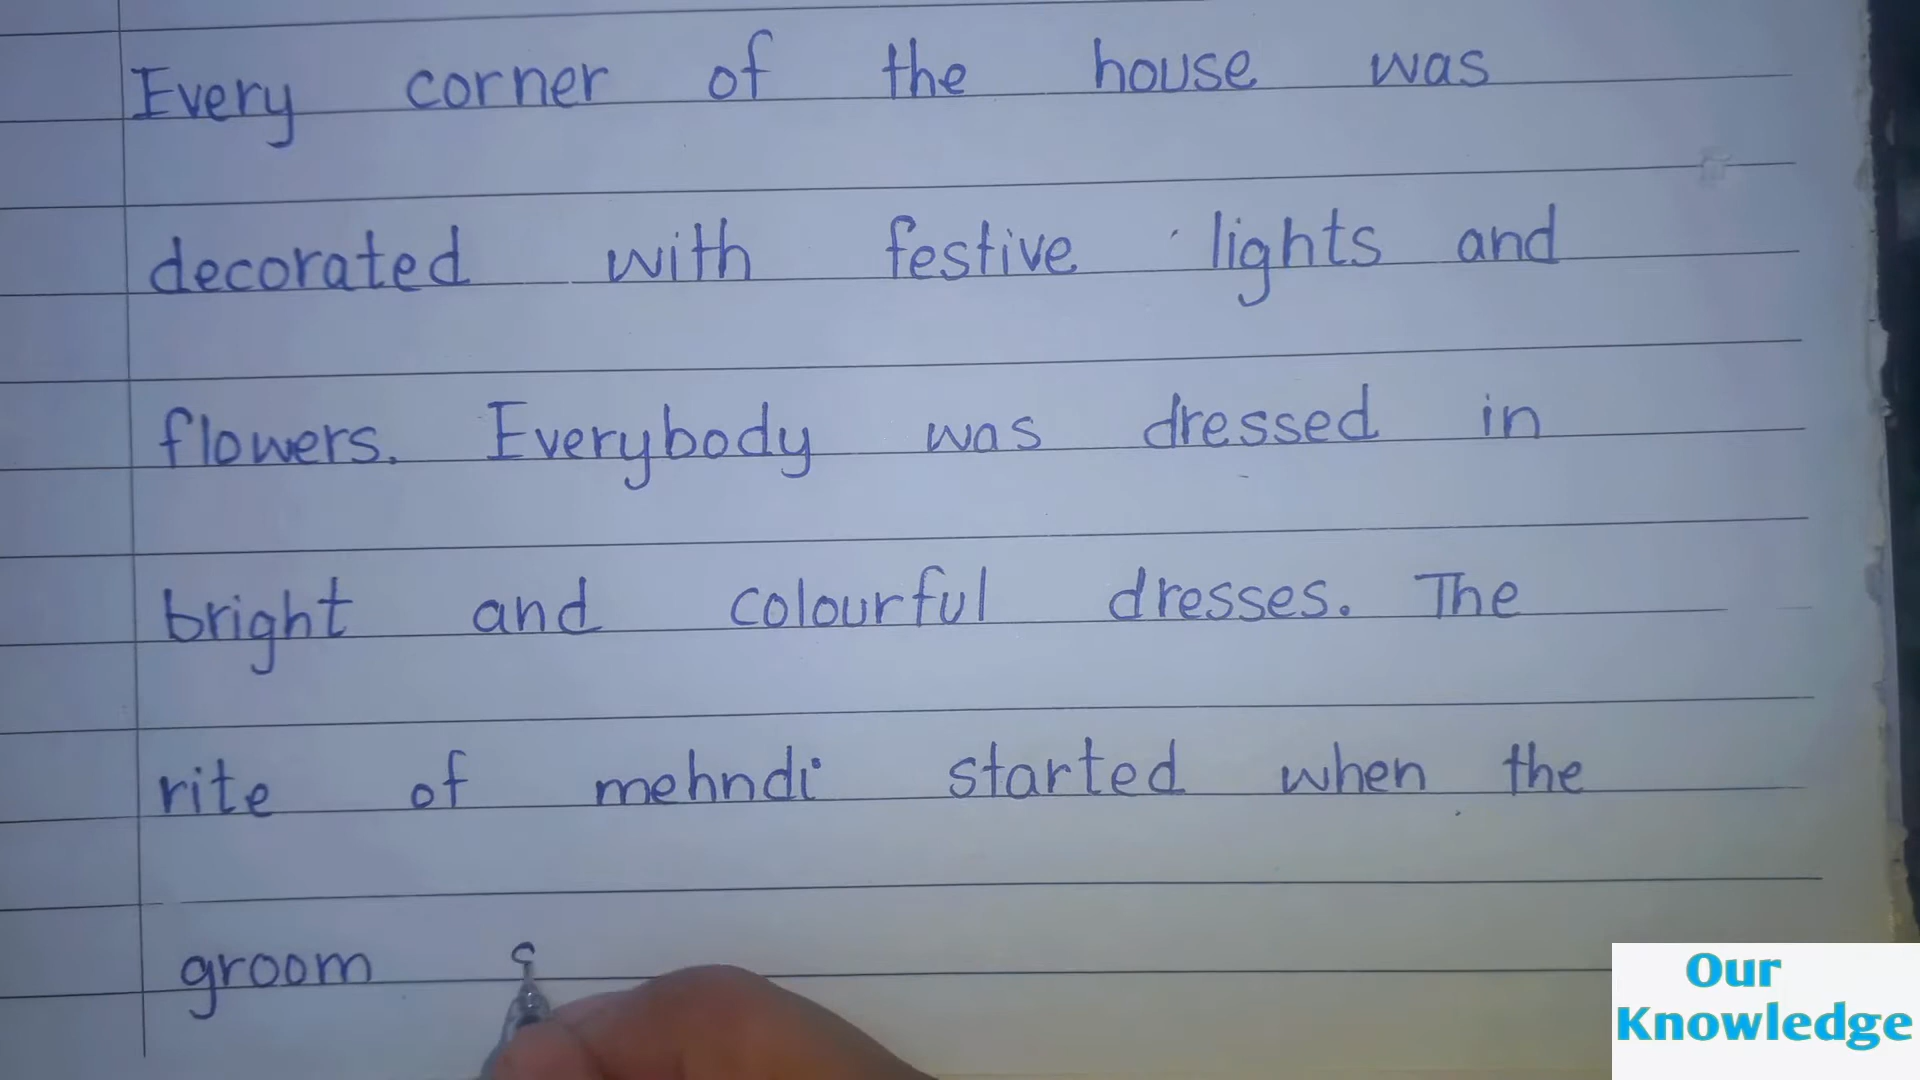 Every corner of the house was
decorated with festive lights and
flowers. Everybody was dressed in
bright and colourful dresses. The
rite of mehndi started when the
groom
Our
Knowledge